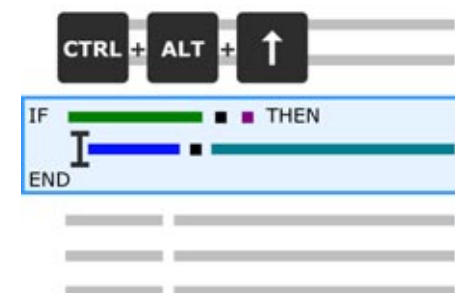 CTRL + ALT + ↑
IF THEN
END